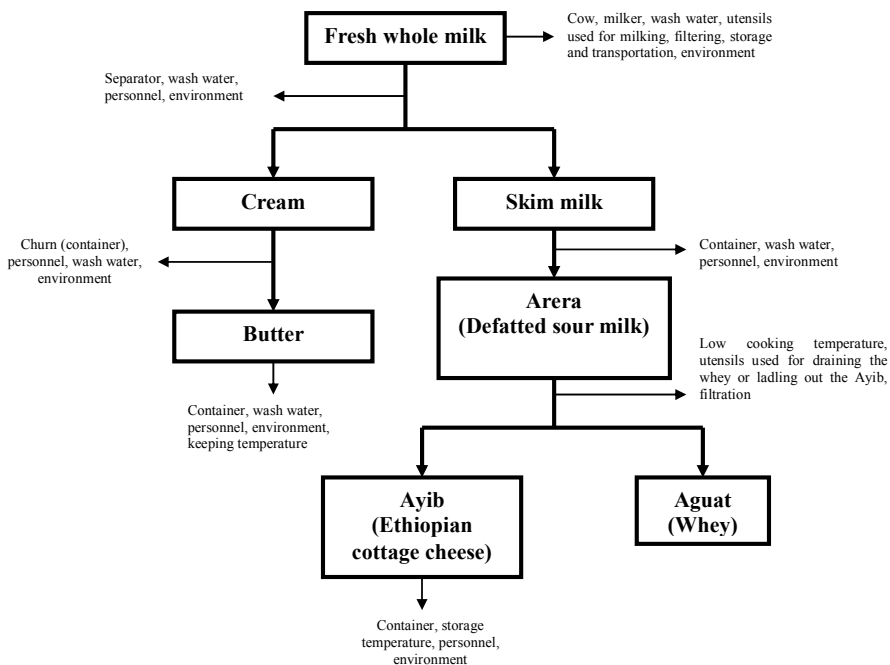 Fresh whole milk
Cow, milker, wash water, utensils
used for milking, filtering, storage
and transportation, environment
Separator, wash water,
personnel, environment
Cream
Skim milk
Churn (container),
personnel, wash water,
environment
Container, wash water,
personnel, environment
Butter
Arera
(Defatted sour milk)
Low cooking temperature,
utensils used for draining the
whey or ladling out the Ayib,
filtration
Container, wash water,
personnel, environment,
keeping temperature
Ayib
(Ethiopian
cottage cheese)
Aguat
(Whey)
Container, storage
temperature, personnel,
environment